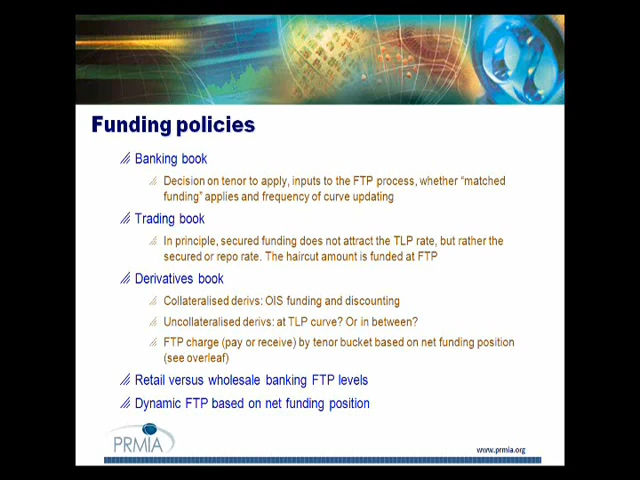 Funding policies
Banking book
Decision on tenor to apply, inputs to the FTP process, whether “matched
funding” applies and frequency of curve updating
Trading book
In principle, secured funding does not attract the TLP rate, but rather the
secured or repo rate. The haircut amount is funded at FTP
Derivatives book
Collateralised derivs: OIS funding and discounting
Uncollateralised derivs: at TLP curve? Or in between?
FTP charge (pay or receive) by tenor bucket based on net funding position
(see overleaf)
Retail versus wholesale banking FTP levels
Dynamic FTP based on net funding position
PRMIA
www.prmia.org